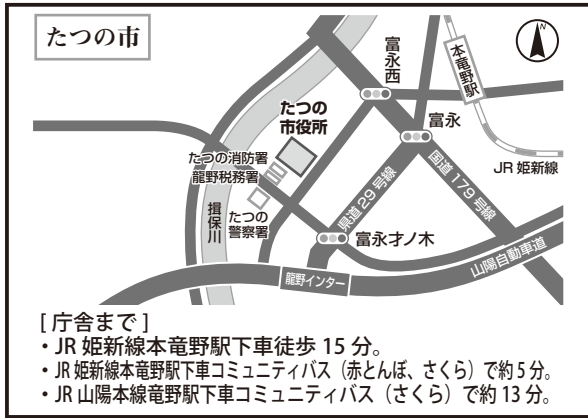 たつの市
N
富永西
本竜野駅
たつの
市役所
富永
たつの消防署
龍野税務署
JR 姫新線
国道 179 号線
県道 29 号線
揖保川
たつの
警察署
富永才ノ木
山陽自動車道
龍野インター
[ 庁舎まで ]
・JR 姫新線本竜野駅下車徒歩 15 分。
・JR 姫新線本竜野駅下車コミュニティバス（赤とんぼ、さくら）で約 5 分。
・JR 山陽本線竜野駅下車コミュニティバス（さくら）で約 13 分。